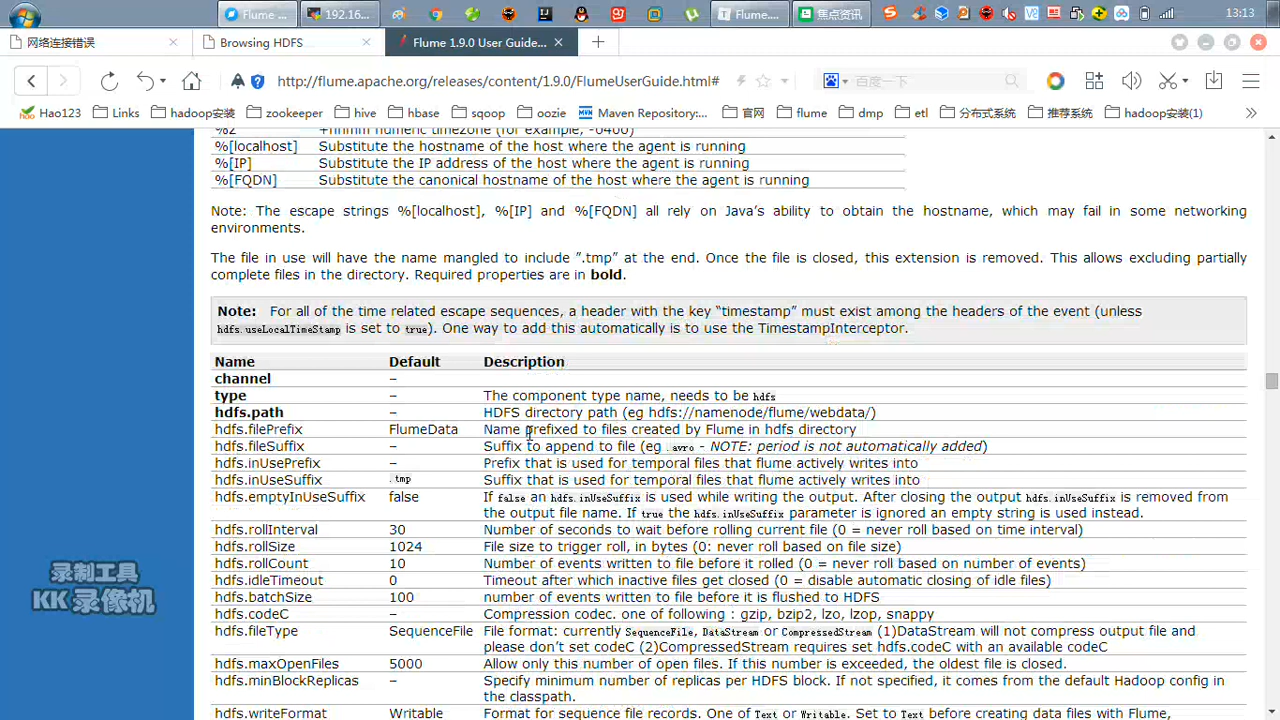 Flume ...
192.16...
Flume....
焦点资讯
13:13
网络连接错误
Browsing HDFS
Flume 1.9.0 User Guide...
http://flume.apache.org/releases/content/1.9.0/FlumeUserGuide.html#
百度一下
Hao123 Links hadoop安装 zookeeper hive hbase sqoop oozie Maven Repository:... 官网 flume dmp etl 分布式系统 推荐系统 hadoop安装(1)
%[localhost] Substitute the hostname of the host where the agent is running
%[IP] Substitute the IP address of the host where the agent is running
%[FQDN] Substitute the canonical hostname of the host where the agent is running
Note: The escape strings %[localhost], %[IP] and %[FQDN] all rely on Java’s ability to obtain the hostname, which may fail in some networking
environments.
The file in use will have the name mangled to include ”.tmp” at the end. Once the file is closed, this extension is removed. This allows excluding partially
complete files in the directory. Required properties are in bold.
Note: For all of the time related escape sequences, a header with the key “timestamp” must exist among the headers of the event (unless
hdfs.useLocalTimeStamp is set to true). One way to add this automatically is to use the TimestampInterceptor.
Name Default Description
channel –
type – The component type name, needs to be hdfs
hdfs.path – HDFS directory path (eg hdfs://namenode/flume/webdata/)
hdfs.filePrefix FlumeData Name prefixed to files created by Flume in hdfs directory
hdfs.fileSuffix – Suffix to append to file (eg .avro - NOTE: period is not automatically added)
hdfs.inUsePrefix – Prefix that is used for temporal files that flume actively writes into
hdfs.inUseSuffix .tmp Suffix that is used for temporal files that flume actively writes into
hdfs.emptyInUseSuffix false If false an hdfs.inUseSuffix is used while writing the output. After closing the output hdfs.inUseSuffix is removed from
the output file name. If true the hdfs.inUseSuffix parameter is ignored an empty string is used instead.
hdfs.rollInterval 30 Number of seconds to wait before rolling current file (0 = never roll based on time interval)
hdfs.rollSize 1024 File size to trigger roll, in bytes (0: never roll based on file size)
hdfs.rollCount 10 Number of events written to file before it rolled (0 = never roll based on number of events)
hdfs.idleTimeout 0 Timeout after which inactive files get closed (0 = disable automatic closing of idle files)
hdfs.batchSize 100 number of events written to file before it is flushed to HDFS
hdfs.codeC – Compression codec. one of following : gzip, bzip2, lzo, lzop, snappy
hdfs.fileType SequenceFile File format: currently SequenceFile, DataStream or CompressedStream (1)DataStream will not compress output file and
please don’t set codeC (2)CompressedStream requires set hdfs.codeC with an available codeC
hdfs.maxOpenFiles 5000 Allow only this number of open files. If this number is exceeded, the oldest file is closed.
hdfs.minBlockReplicas – Specify minimum number of replicas per HDFS block. If not specified, it comes from the default Hadoop config in
the classpath.
hdfs.writeFormat Writable Format for sequence file records. One of Text or Writable. Set to Text before creating data files with Flume,
录制工具
KK 录像机